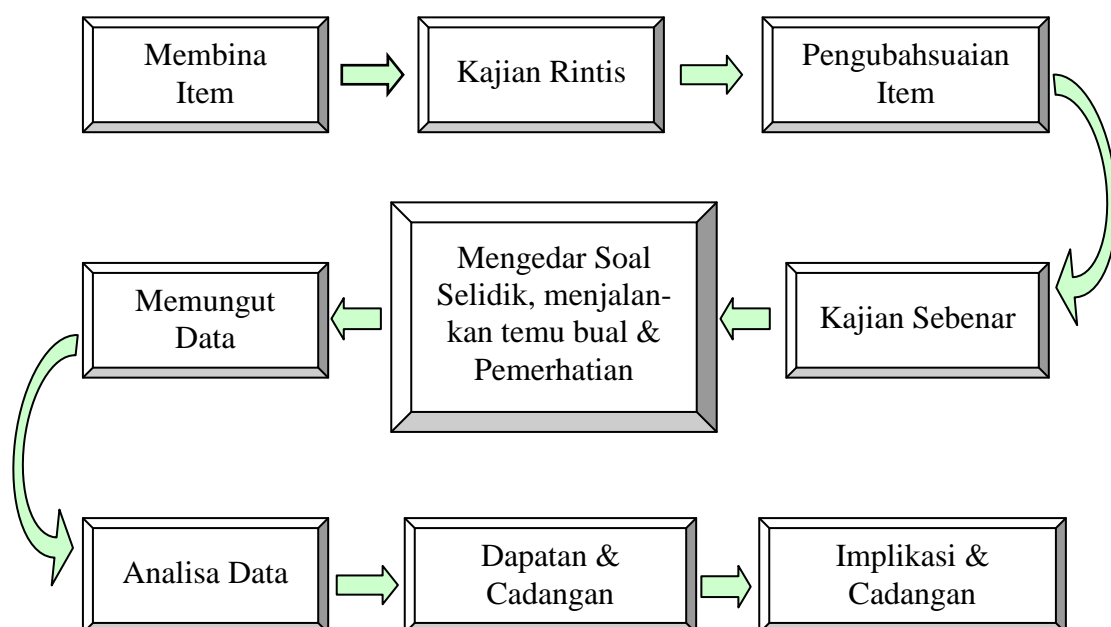 Membina
Item
Kajian Rintis
Pengubahsuaian
Item
Kajian Sebenar
Mengedar Soal
Selidik, menjalan-
kan temu bual &
Pemerhatian
Memungut
Data
Analisa Data
Dapatan &
Cadangan
Implikasi &
Cadangan